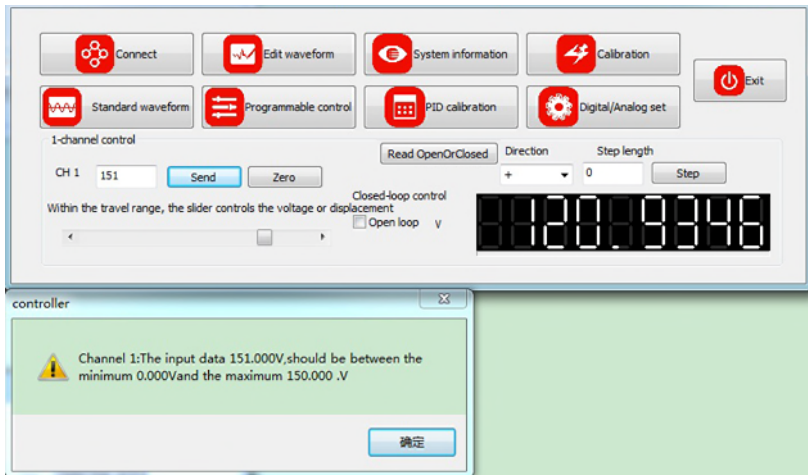 Connect
Edit waveform
System information
Calibration
Exit
Standard waveform
Programmable control
PID calibration
Digital/Analog set
1-channel control
Read OpenOrClosed
Direction
Step length
CH 1
151
Send
Zero
+
0
Step
Closed-loop control
Within the travel range, the slider controls the voltage or displacement
Open loop
V
120.9346
controller
Channel 1:The input data 151.000V,should be between the
minimum 0.000Vand the maximum 150.000 .V
确定